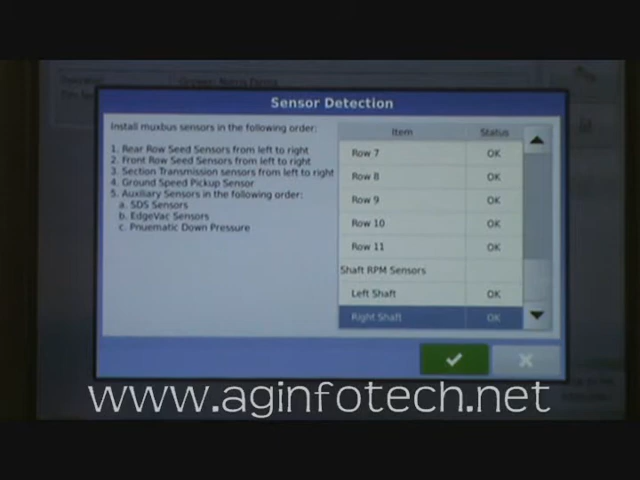 Sensor Detection
Install muxbus sensors in the following order:
1. Rear Row Seed Sensors from left to right
2. Front Row Seed Sensors from left to right
3. Section Transmission sensors from left to right
4. Ground Speed Pickup Sensor
5. Auxiliary Sensors in the following order:
a. SDS Sensors
b. EdgeVac Sensors
c. Pnuematic Down Pressure
Item Status
Row 7 OK
Row 8 OK
Row 9 OK
Row 10 OK
Row 11 OK
Shaft RPM Sensors
Left Shaft OK
Right Shaft OK
www.aginfotech.net